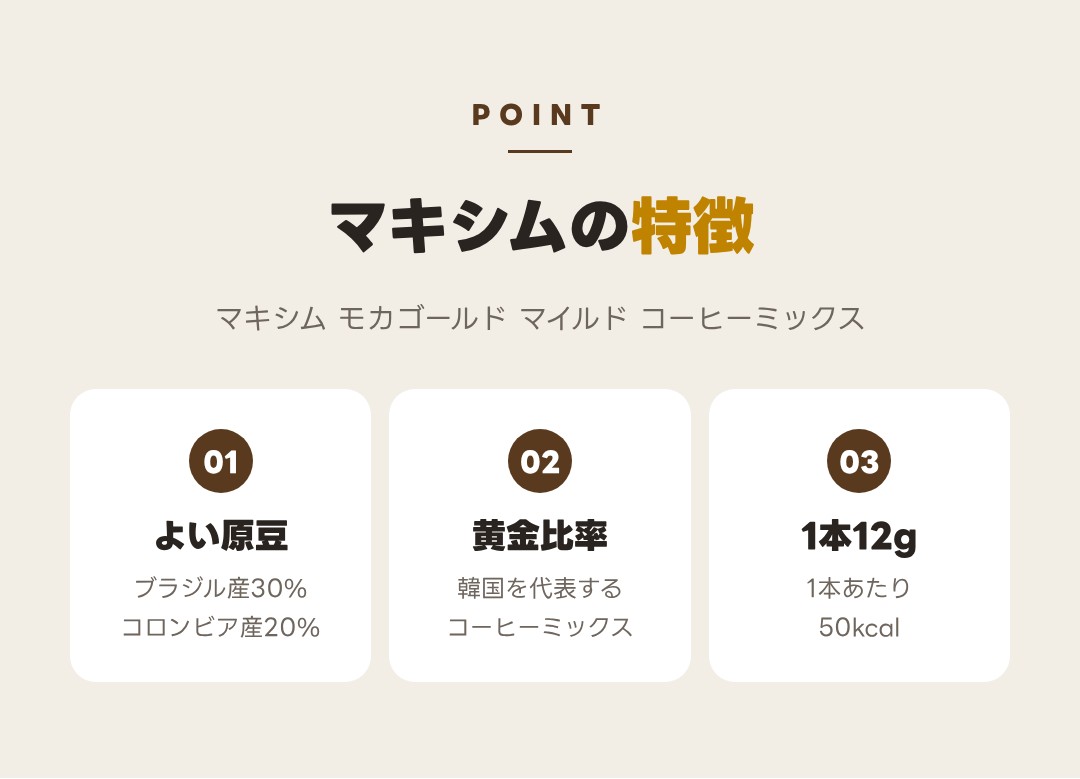 POINT
マキシムの特徴
マキシム モカゴールド マイルド コーヒーミックス
01
よい原豆
ブラジル産30%
コロンビア産20%
02
黄金比率
韓国を代表する
コーヒーミックス
03
1本12g
1本あたり
50kcal